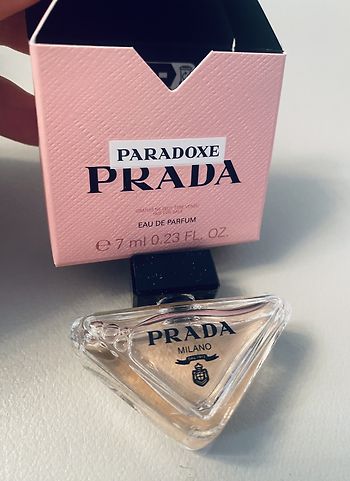 PARADOXE
PRADA
EAU DE PARFUM
℮ 7 ml 0.23 FL. OZ.
PRADA
MILANO